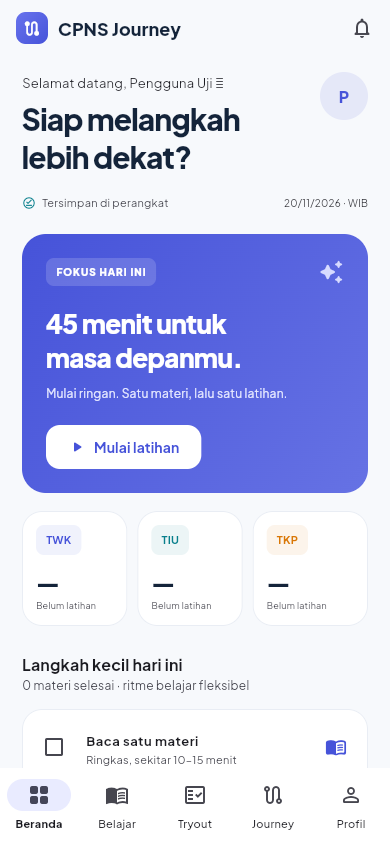 CPNS Journey
Selamat datang, Pengguna Uji
P
Siap melangkah
lebih dekat?
Tersimpan di perangkat
20/11/2026 · WIB
FOKUS HARI INI
45 menit untuk
masa depanmu.
Mulai ringan. Satu materi, lalu satu latihan.
Mulai latihan
TWK
TIU
TKP
—
—
—
Belum latihan
Belum latihan
Belum latihan
Langkah kecil hari ini
0 materi selesai · ritme belajar fleksibel
Baca satu materi
Ringkas, sekitar 10–15 menit
Beranda
Belajar
Tryout
Journey
Profil